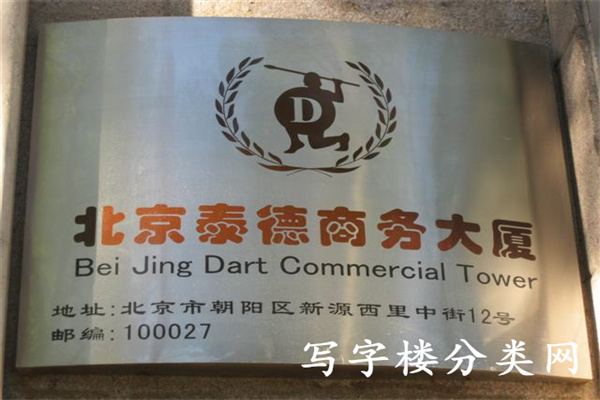 D
北京泰德商务大厦
Bei Jing Dart Commercial Tower
地址:北京市朝阳区新源西里中街12号
邮编:100027
写字楼分类网